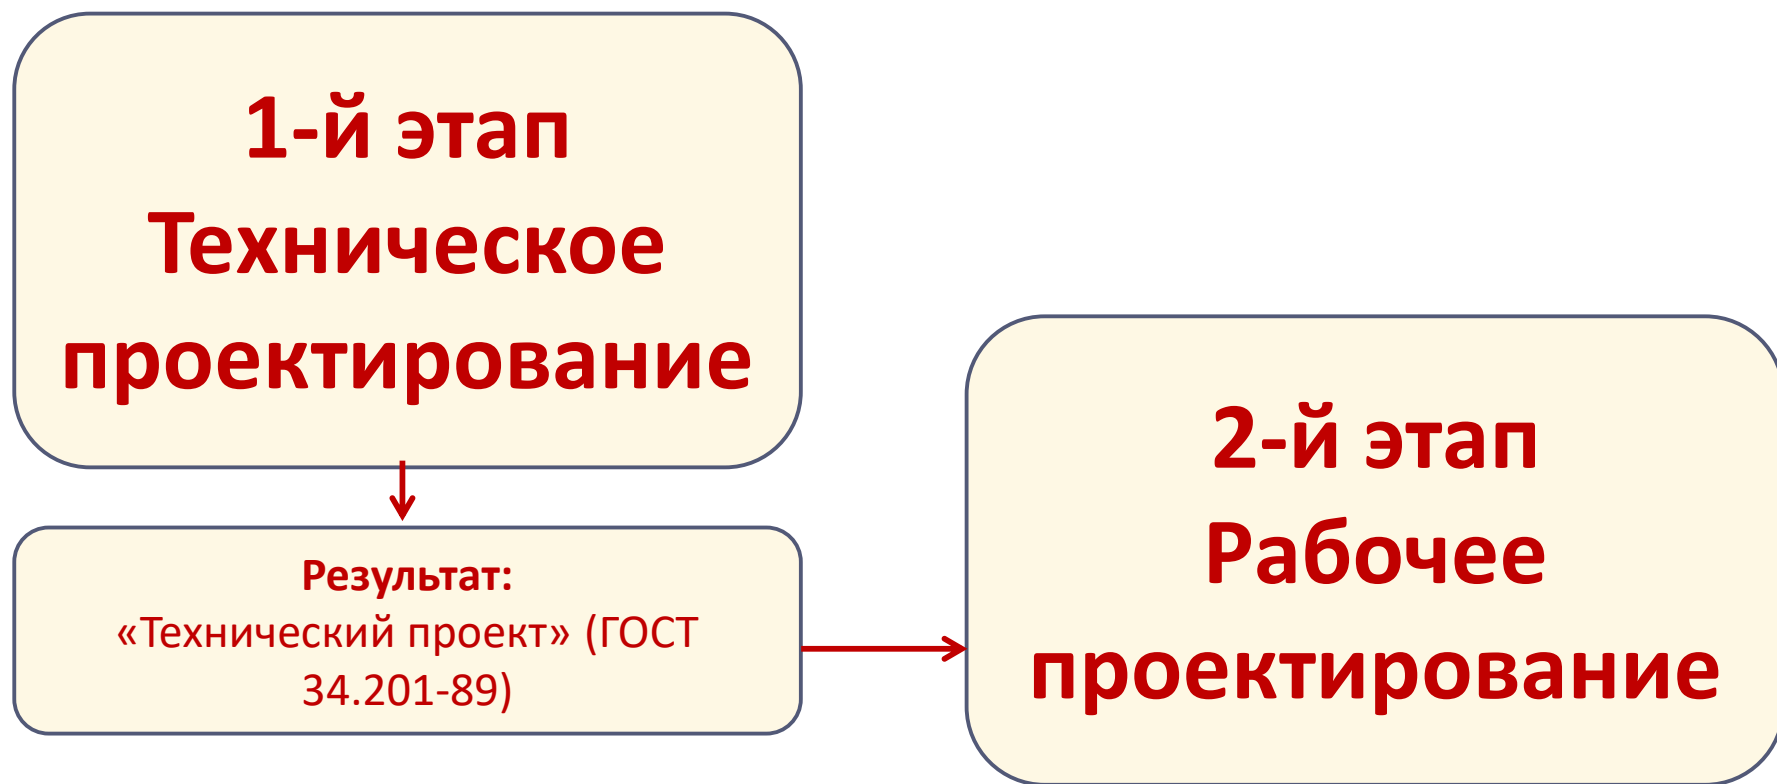 1-й этап
Техническое
проектирование
Результат:
«Технический проект» (ГОСТ
34.201-89)
2-й этап
Рабочее
проектирование